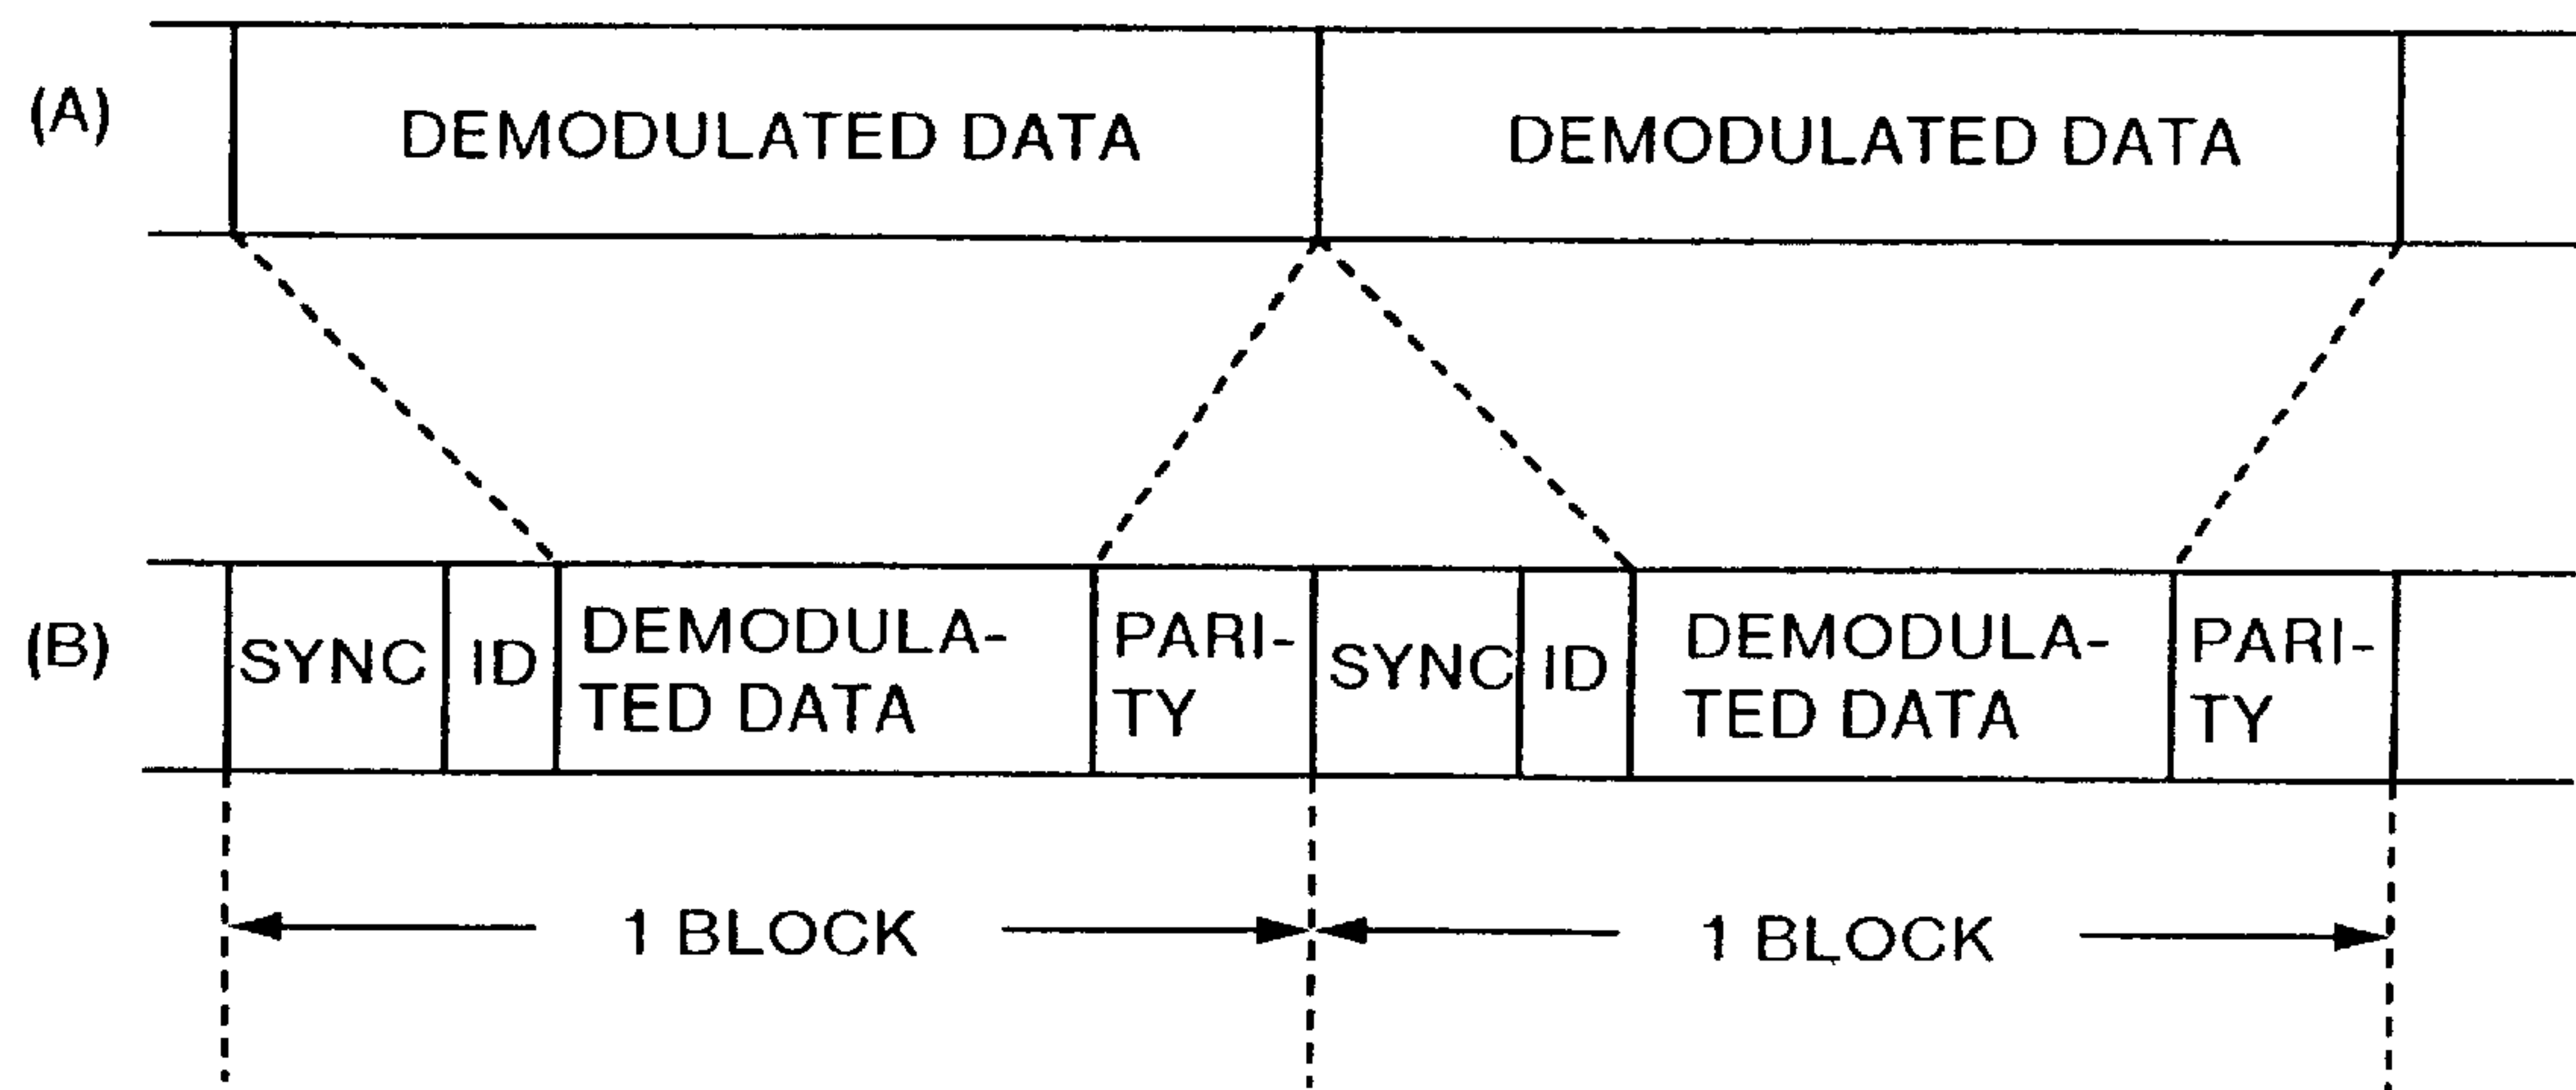 (A) DEMODULATED DATA DEMODULATED DATA
(B) SYNC ID DEMODULA- PARI- SYNC ID DEMODULA- PARI-
TED DATA TY TED DATA TY
1 BLOCK 1 BLOCK